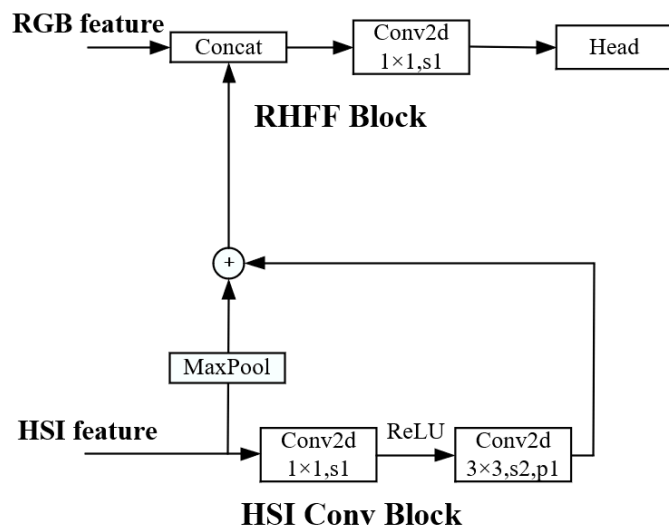 RGB feature
Concat
Conv2d
1×1,s1
Head
RHFF Block
+
MaxPool
HSI feature
Conv2d
1×1,s1
ReLU
Conv2d
3×3,s2,p1
HSI Conv Block